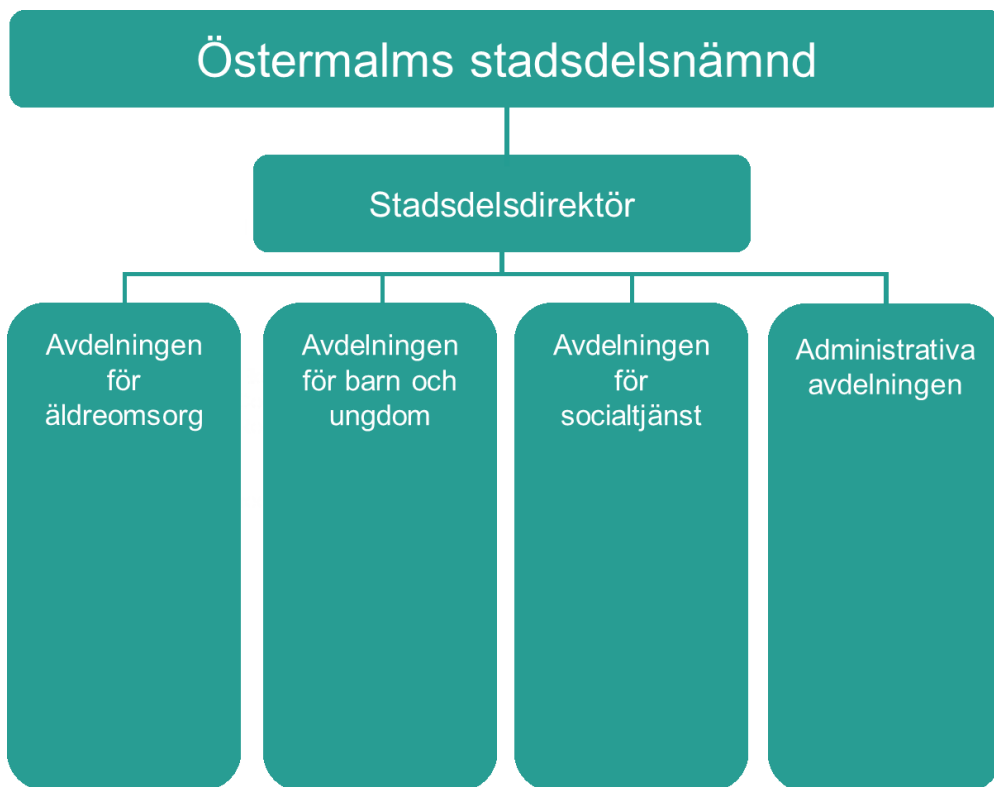 Östermalms stadsdelsnämnd
Stadsdelsdirektör
Avdelningen
för
äldreomsorg
Avdelningen
för barn och
ungdom
Avdelningen
för
socialtjänst
Administrativa
avdelningen